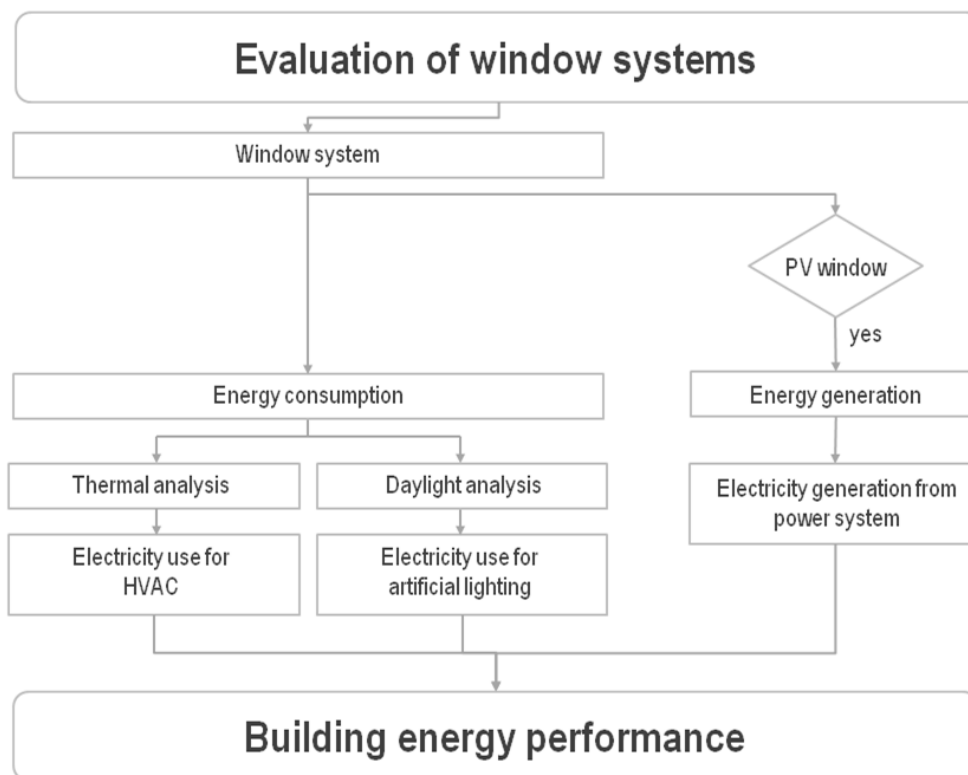 Evaluation of window systems
Window system
PV window
yes
Energy consumption
Energy generation
Thermal analysis
Daylight analysis
Electricity generation from
power system
Electricity use for
HVAC
Electricity use for
artificial lighting
Building energy performance